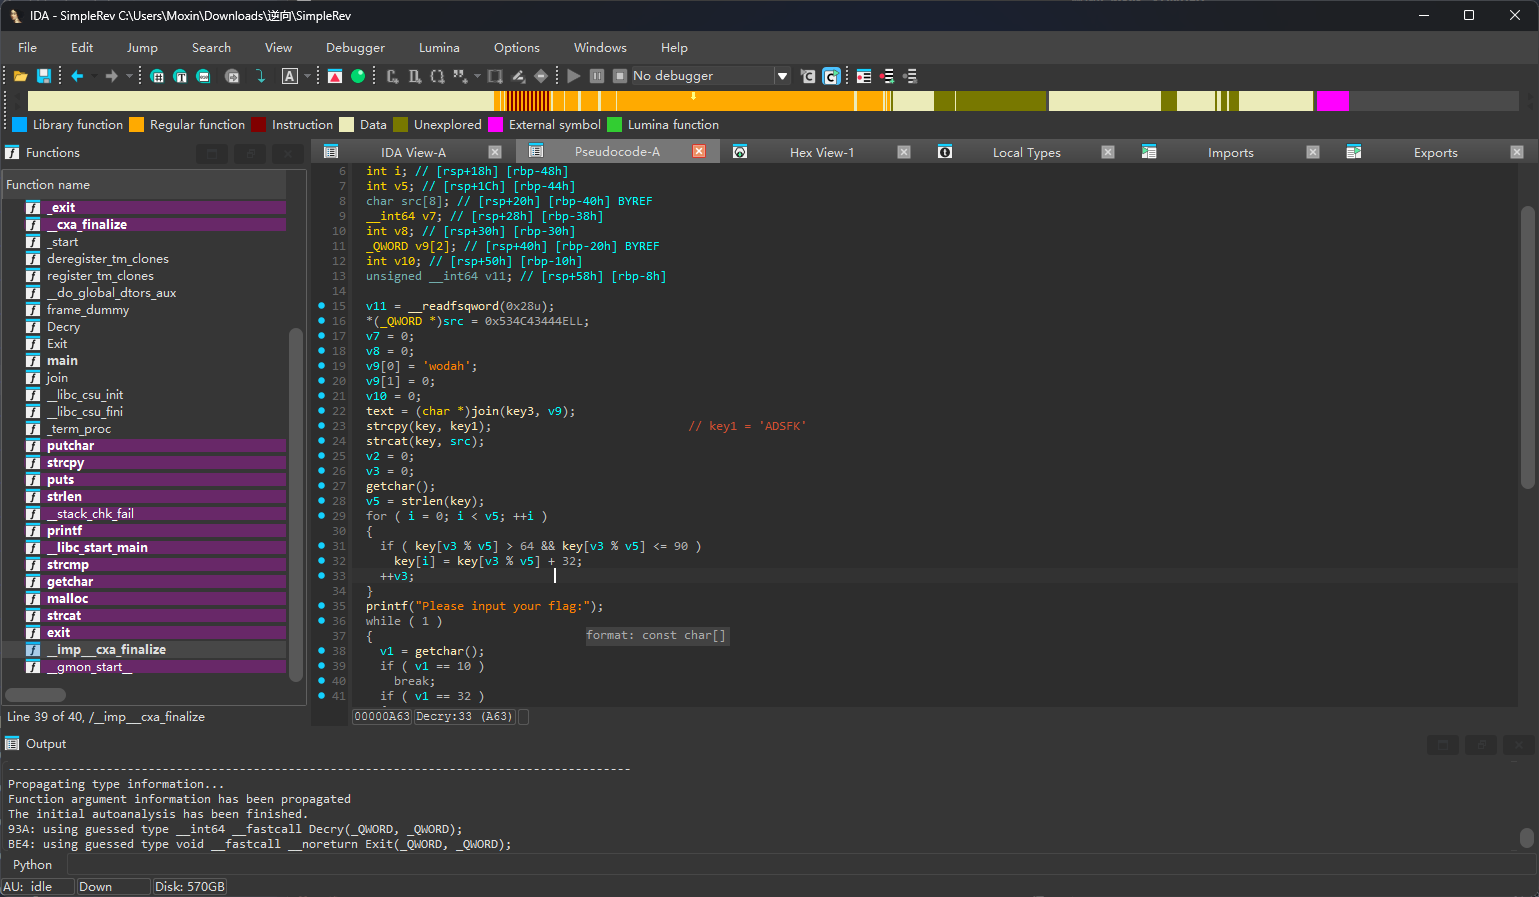 IDA - SimpleRev C:\Users\Moxin\Downloads\逆向\SimpleRev
File Edit Jump Search View Debugger Lumina Options Windows Help
No debugger
Library function Regular function Instruction Data Unexplored External symbol Lumina function
Functions
IDA View-A Pseudocode-A Hex View-1 Local Types Imports Exports
Function name
_exit
__cxa_finalize
_start
deregister_tm_clones
register_tm_clones
__do_global_dtors_aux
frame_dummy
Decry
Exit
main
join
__libc_csu_init
__libc_csu_fini
_term_proc
putchar
strcpy
puts
strlen
__stack_chk_fail
printf
__libc_start_main
strcmp
getchar
malloc
strcat
exit
__imp___cxa_finalize
__gmon_start__
Line 39 of 40, /__imp___cxa_finalize
6 int i; // [rsp+18h] [rbp-48h]
7 int v5; // [rsp+1Ch] [rbp-44h]
8 char src[8]; // [rsp+20h] [rbp-40h] BYREF
9 __int64 v7; // [rsp+28h] [rbp-38h]
10 int v8; // [rsp+30h] [rbp-30h]
11 _QWORD v9[2]; // [rsp+40h] [rbp-20h] BYREF
12 int v10; // [rsp+50h] [rbp-10h]
13 unsigned __int64 v11; // [rsp+58h] [rbp-8h]
14
15 v11 = __readfsqword(0x28u);
16 *(_QWORD *)src = 0x534C43444ELL;
17 v7 = 0;
18 v8 = 0;
19 v9[0] = 'wodah';
20 v9[1] = 0;
21 v10 = 0;
22 text = (char *)join(key3, v9);
23 strcpy(key, key1); // key1 = 'ADSFK'
24 strcat(key, src);
25 v2 = 0;
26 v3 = 0;
27 getchar();
28 v5 = strlen(key);
29 for ( i = 0; i < v5; ++i )
30 {
31 if ( key[v3 % v5] > 64 && key[v3 % v5] <= 90 )
32 key[i] = key[v3 % v5] + 32;
33 ++v3;
34 }
35 printf("Please input your flag:");
36 while ( 1 )
37 {
format: const char[]
38 v1 = getchar();
39 if ( v1 == 10 )
40 break;
41 if ( v1 == 32 )
00000A63 Decry:33 (A63)
Output
Propagating type information...
Function argument information has been propagated
The initial autoanalysis has been finished.
93A: using guessed type __int64 __fastcall Decry(_QWORD, _QWORD);
BE4: using guessed type void __fastcall __noreturn Exit(_QWORD, _QWORD);
Python
AU: idle Down Disk: 570GB